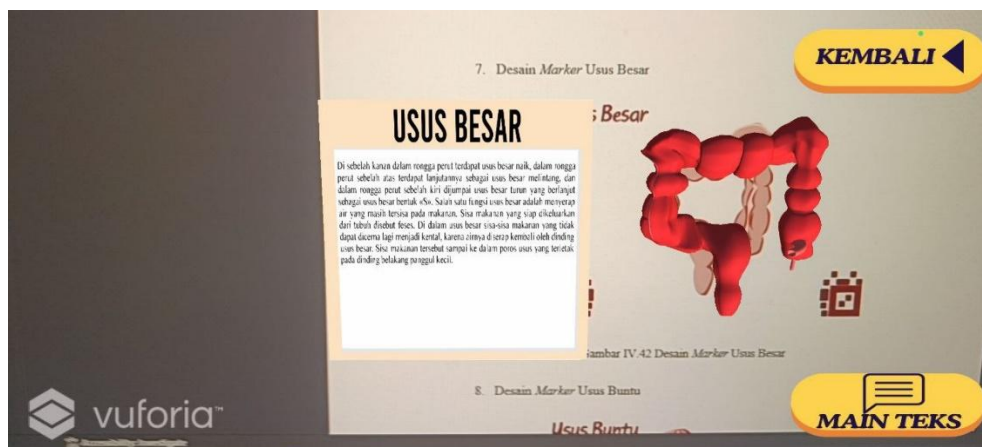 7. Desain Marker Usus Besar
KEMBALI
s Besar
USUS BESAR
Di sebelah kanan dalam rongga perut terdapat usus besar naik, dalam rongga
perut sebelah atas terdapat lanjutannya sebagai usus besar melintang, dan
dalam rongga perut sebelah kiri dijumpai usus besar turun yang berlanjut
sebagai usus besar bentuk «S». Salah satu fungsi usus besar adalah menyerap
air yang masih tersisa pada makanan. Sisa makanan yang siap dikeluarkan
dari tubuh disebut feses. Di dalam usus besar sisa-sisa makanan yang tidak
dapat dicerna lagi menjadi kental, karena airnya diserap kembali oleh dinding
usus besar. Sisa makanan tersebut sampai ke dalam poros usus yang terletak
pada dinding belakang panggul kecil.
ambar IV.42 Desain Marker Usus Besar
8. Desain Marker Usus Buntu
Usus Buntu
vuforia™
MAIN TEKS